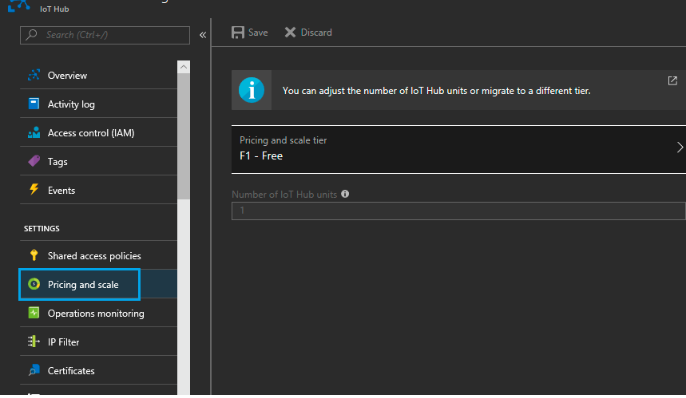 IoT Hub
Search (Ctrl+/)
«
Save
Discard
Overview
Activity log
Access control (IAM)
Tags
Events
SETTINGS
Shared access policies
Pricing and scale
Operations monitoring
IP Filter
Certificates
You can adjust the number of IoT Hub units or migrate to a different tier.
Pricing and scale tier
F1 - Free
Number of IoT Hub units
1